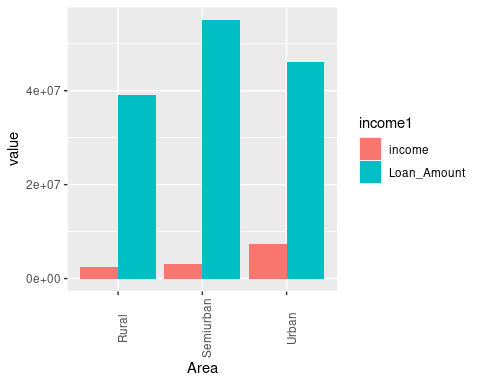 value
4e+07
2e+07
0e+00
Rural
Semiurban
Urban
Area
income1
income
Loan_Amount